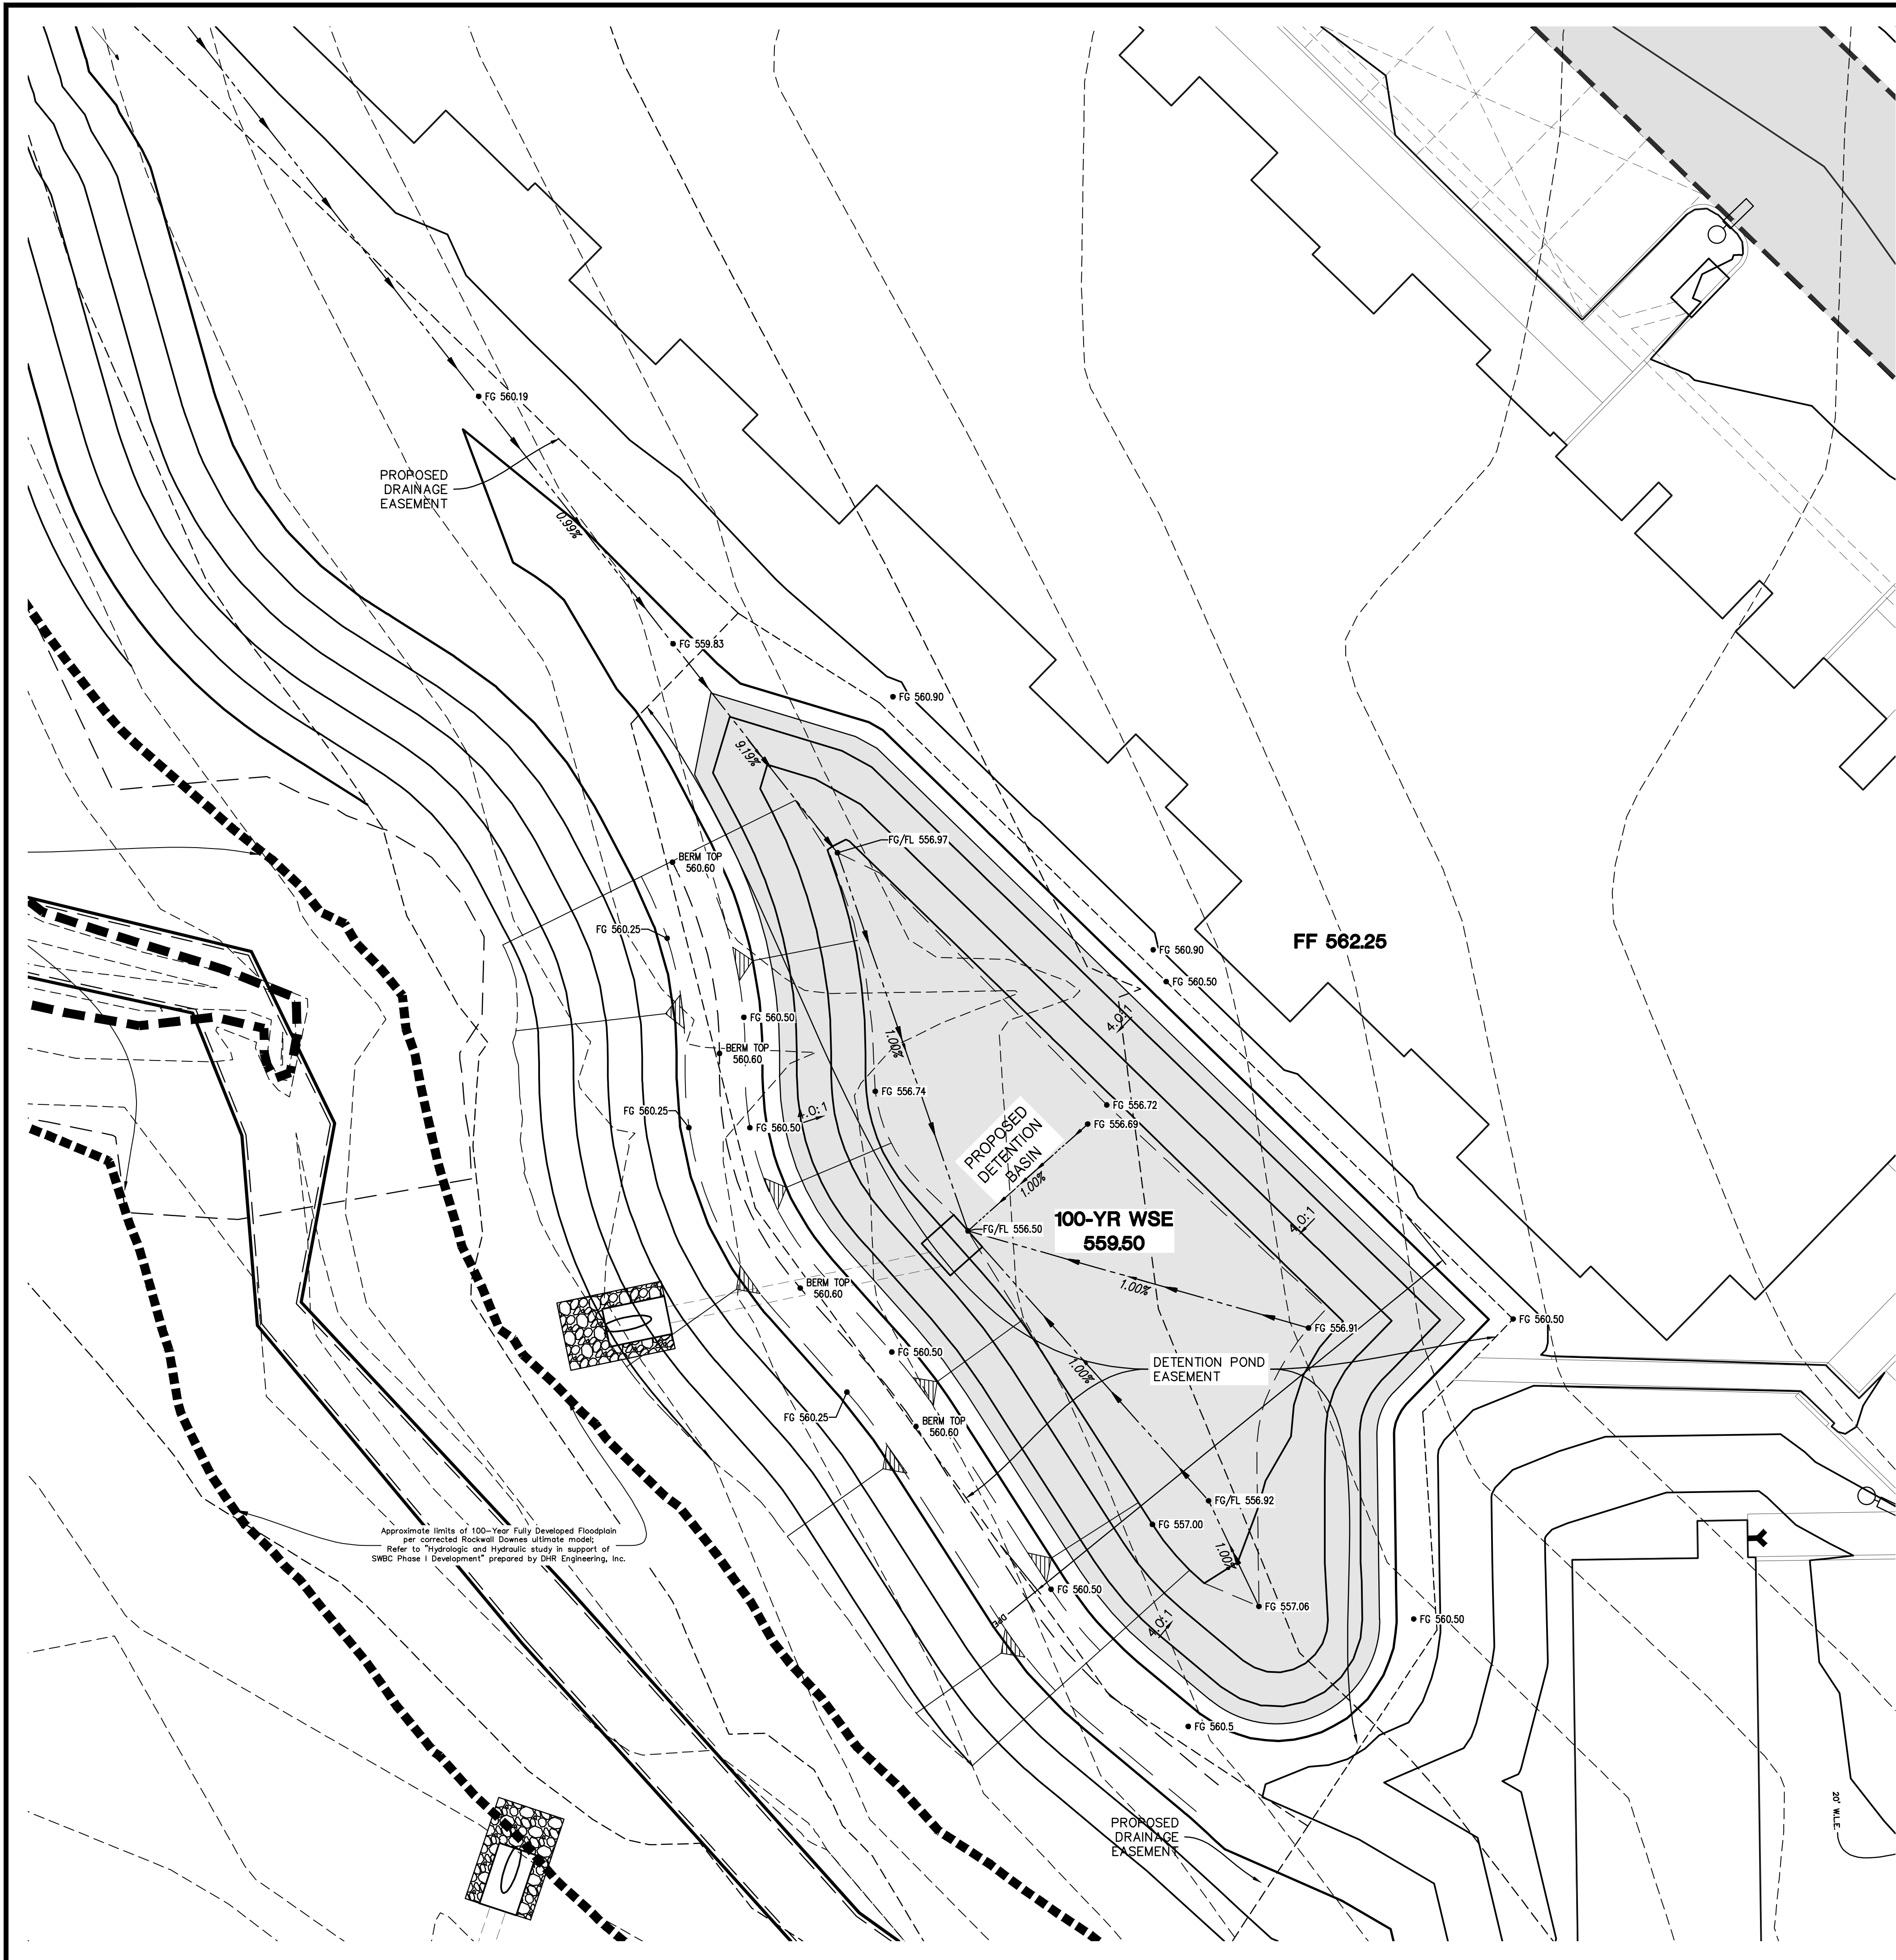 FG 560.19
PROPOSED
DRAINAGE
EASEMENT
0.99%
FG 559.83
FG 560.90
9.19%
FG/FL 556.97
BERM TOP
560.60
FG 560.25
FF 562.25
FG 560.90
FG 560.50
FG 560.50
1.00%
4.0:1
BERM TOP
560.60
FG 556.74
FG 560.25
FG 560.50
4.0:1
FG 556.72
FG 556.69
PROPOSED
DETENTION
BASIN
1.00%
FG/FL 556.50
100-YR WSE
559.50
4.0:1
1.00%
BERM TOP
560.60
FG 560.50
FG 556.91
FG 560.50
1.00%
DETENTION POND
EASEMENT
FG 560.25
BERM TOP
560.60
FG/FL 556.92
FG 557.00
1.00%
Approximate limits of 100-Year Fully Developed Floodplain
per corrected Rockwall Downes ultimate model;
Refer to "Hydrologic and Hydraulic study in support of
SWBC Phase I Development" prepared by DHR Engineering, Inc.
FG 560.50
FG 557.06
4.0:1
FG 560.50
FG 560.5
PROPOSED
DRAINAGE
EASEMENT
20' W.L.E.